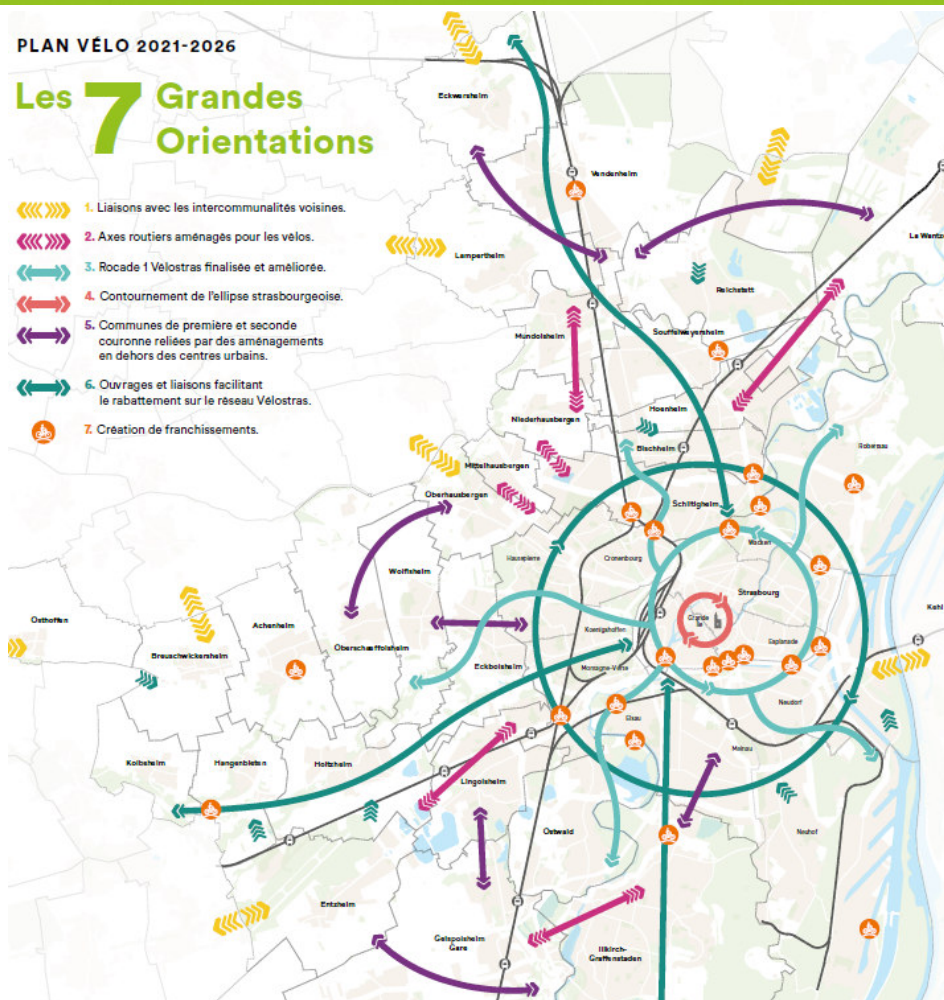 PLAN VÉLO 2021-2026
Les 7 Grandes
Orientations
1. Liaisons avec les intercommunalités voisines.
2. Axes routiers aménagés pour les vélos.
3. Rocade 1 Vélostras finalisée et améliorée.
4. Contournement de l'ellipse strasbourgeoise.
5. Communes de première et seconde
couronne reliées par des aménagements
en dehors des centres urbains.
6. Ouvrages et liaisons facilitant
le rabattement sur le réseau Vélostras.
7. Création de franchissements.
Eckwersheim
Vendenheim
La Wantz
Lampertheim
Reichstett
Mundolsheim
Souffelweyersheim
Niederhausbergen
Hoenheim
Bischheim
Robertsau
Mittelhausbergen
Oberhausbergen
Schiltigheim
Hautepierre
Cronenbourg
Wacken
Wolfisheim
Strasbourg
Osthoffen
Achenheim
Grande
Kehl
Breuschwickersheim
Oberschaeffolsheim
Koenigshoffen
Esplanade
Eckbolsheim
Montagne-Verte
Neudorf
Elsau
Meinau
Kolbsheim
Hangenbieten
Holtzheim
Lingolsheim
Ostwald
Neuhof
Entzheim
Geispolsheim
Gare
Illkirch-
Graffenstaden